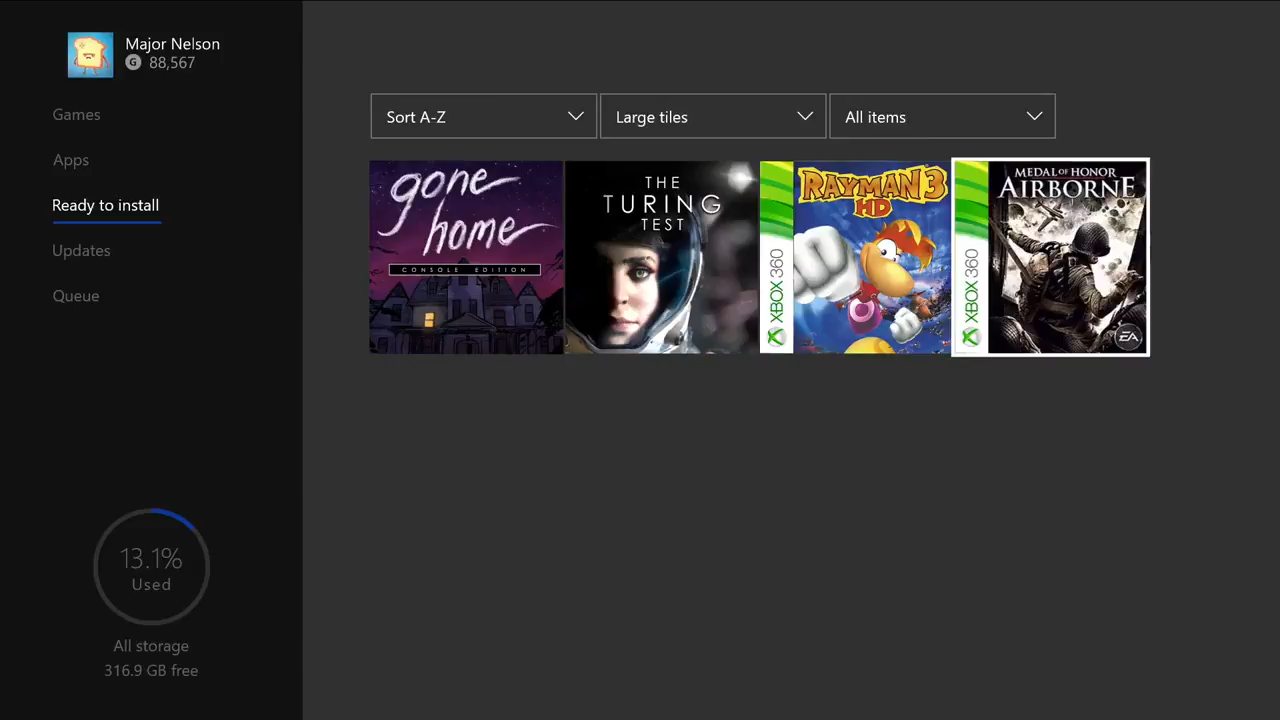 Major Nelson
G 88,567
Games
Apps
Ready to install
Updates
Queue
13.1%
Used
All storage
316.9 GB free
Sort A-Z
Large tiles
All items
gone
home
CONSOLE EDITION
THE
TURING
TEST
XBOX 360
RAYMAN 3
HD
XBOX 360
MEDAL OF HONOR
AIRBORNE
EA